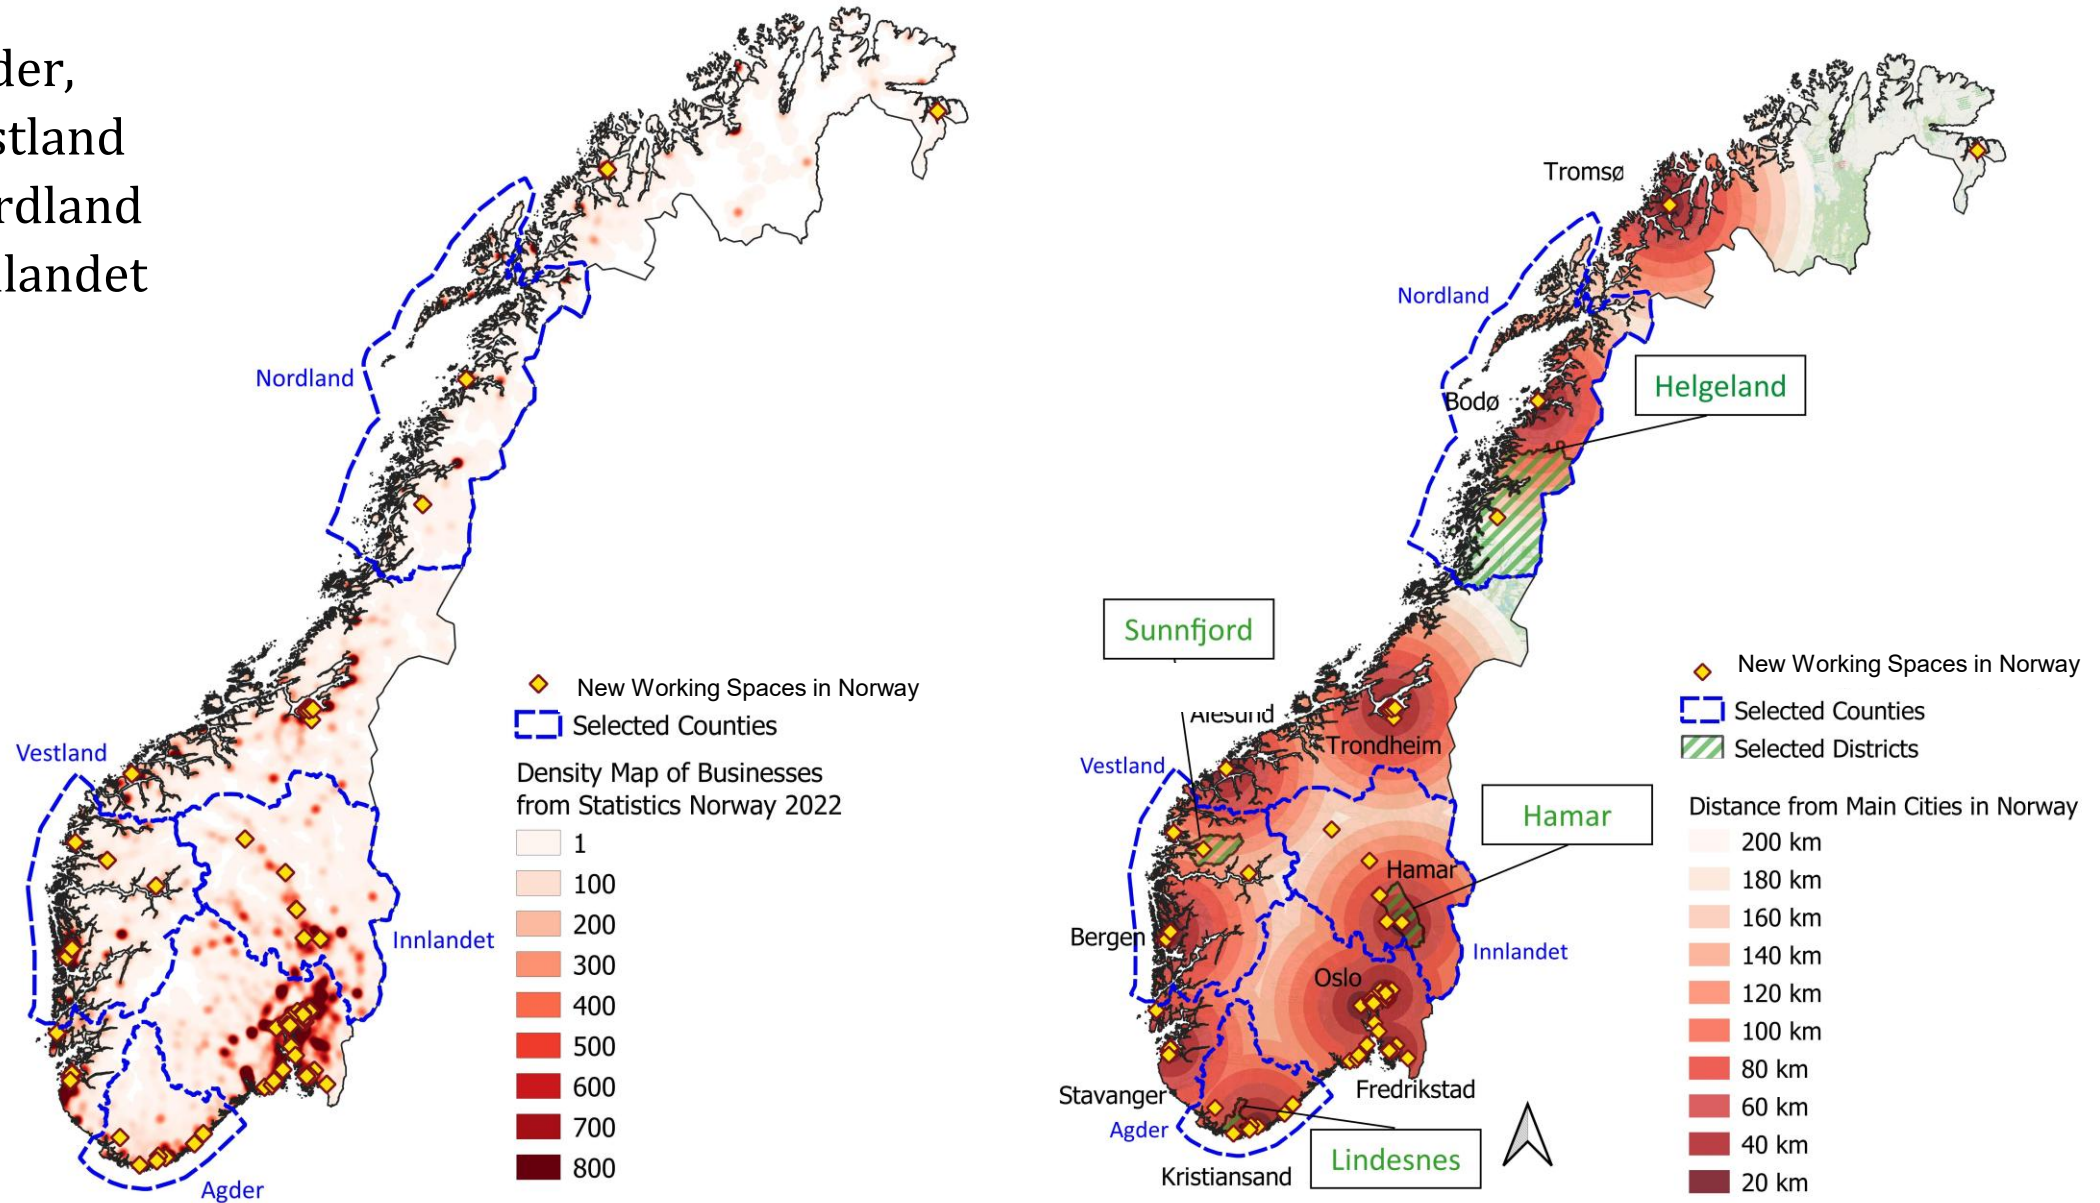 der,
stland
rdland
landet
Nordland
Vestland
Innlandet
Agder
New Working Spaces in Norway
Selected Counties
Density Map of Businesses
from Statistics Norway 2022
1
100
200
300
400
500
600
700
800
Tromsø
Nordland
Helgeland
Bodø
Sunnfjord
Ålesund
Trondheim
Vestland
Hamar
Hamar
Bergen
Innlandet
Oslo
Stavanger
Fredrikstad
Agder
Lindesnes
Kristiansand
New Working Spaces in Norway
Selected Counties
Selected Districts
Distance from Main Cities in Norway
200 km
180 km
160 km
140 km
120 km
100 km
80 km
60 km
40 km
20 km